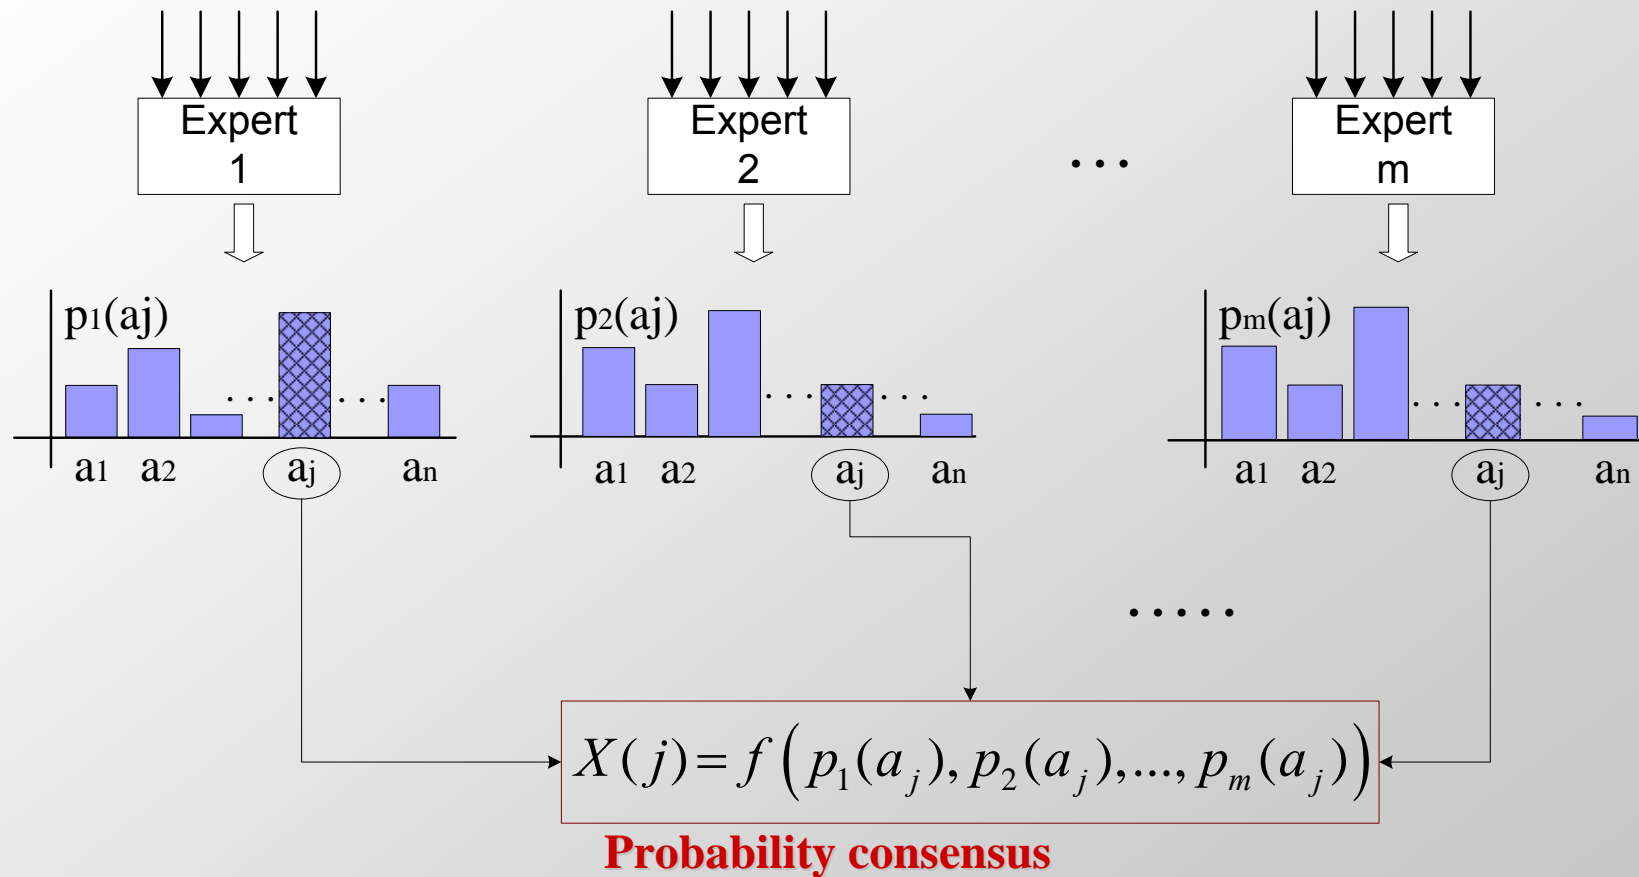 Expert
1
Expert
2
...
Expert
m
p1(aj)
p2(aj)
pm(aj)
... ...
... ...
... ...
a1 a2 aj an
a1 a2 aj an
a1 a2 aj an
.....
X(j) = f(p1(aj), p2(aj),..., pm(aj))
Probability consensus